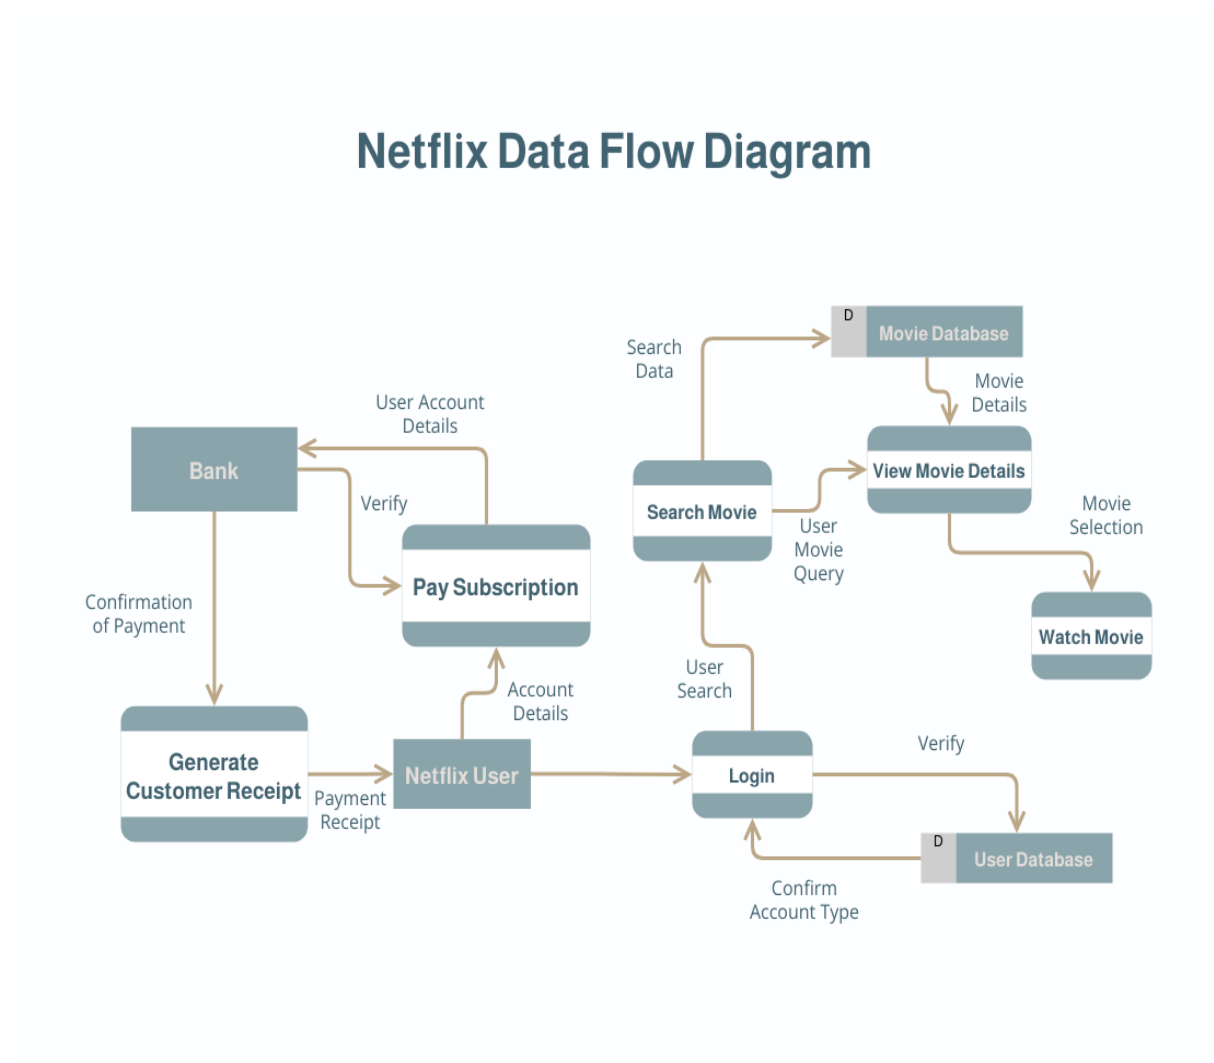 Netflix Data Flow Diagram
D
Movie Database
Search
Data
Movie
Details
User Account
Details
Bank
View Movie Details
Verify
Search Movie
Movie
Selection
User
Movie
Query
Pay Subscription
Confirmation
of Payment
Watch Movie
User
Search
Account
Details
Generate
Customer Receipt
Netflix User
Login
Verify
Payment
Receipt
D
User Database
Confirm
Account Type